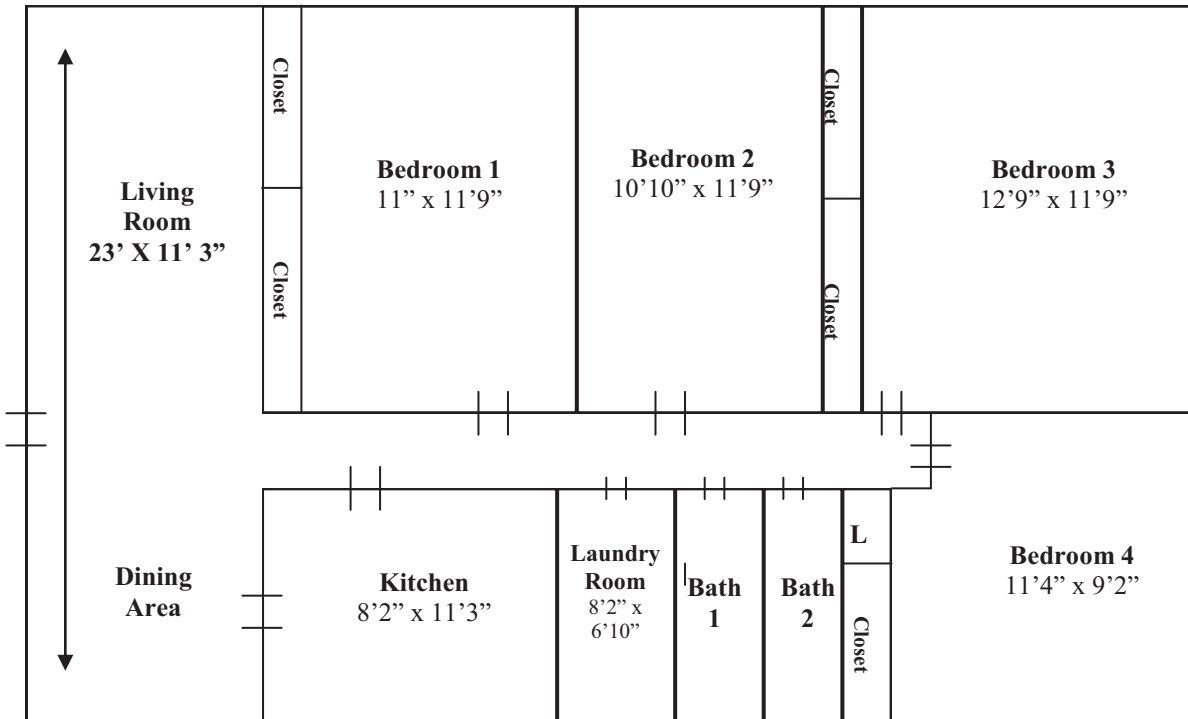 Closet
Closet
Living
Room
23’ X 11’ 3”
Bedroom 1
11” x 11’9”
Bedroom 2
10’10” x 11’9”
Closet
Closet
Bedroom 3
12’9” x 11’9”
Dining
Area
Kitchen
8’2” x 11’3”
Laundry
Room
8’2” x
6’10”
Bath
1
Bath
2
L
Closet
Bedroom 4
11’4” x 9’2”